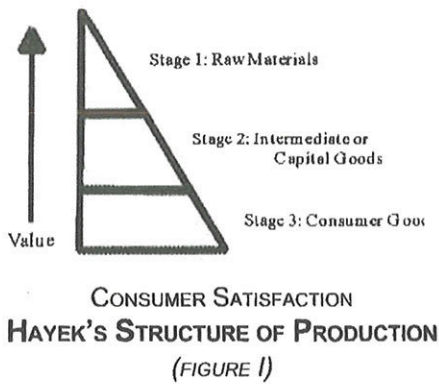 Stage 1: Raw Materials
Stage 2: Intermediate or
Capital Goods
Stage 3: Consumer Goo
Value
CONSUMER SATISFACTION
HAYEK'S STRUCTURE OF PRODUCTION
(FIGURE I)